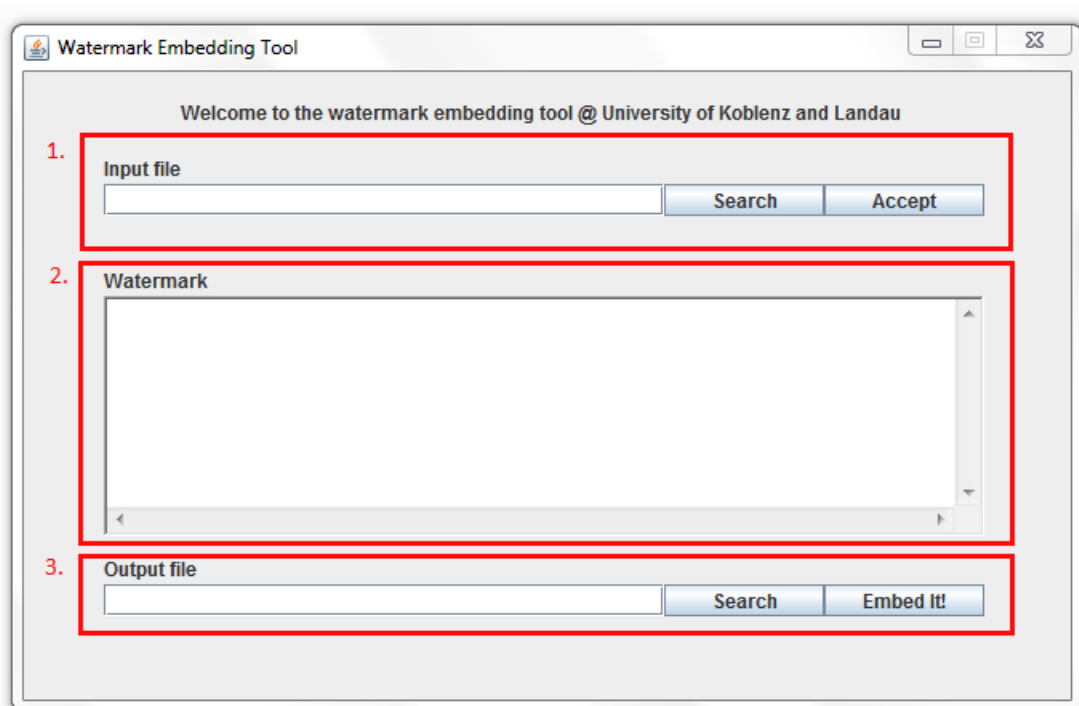 Watermark Embedding Tool
Welcome to the watermark embedding tool @ University of Koblenz and Landau
1.
Input file
Search Accept
2.
Watermark
3.
Output file
Search Embed It!